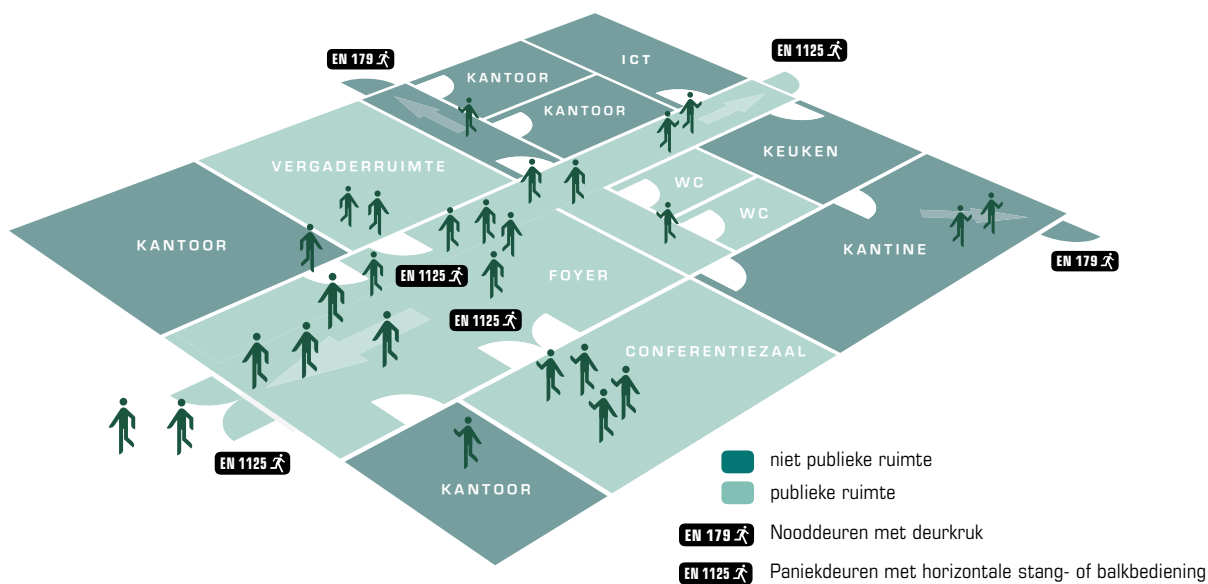 ICT
EN 1125
EN 179
KANTOOR
KANTOOR
KEUKEN
VERGADERRUIMTE
WC
WC
KANTOOR
KANTINE
EN 179
EN 1125
FOYER
EN 1125
CONFERENTIEZAAL
EN 1125
KANTOOR
niet publieke ruimte
publieke ruimte
EN 179 Nooddeuren met deurkruk
EN 1125 Paniekdeuren met horizontale stang- of balkbediening